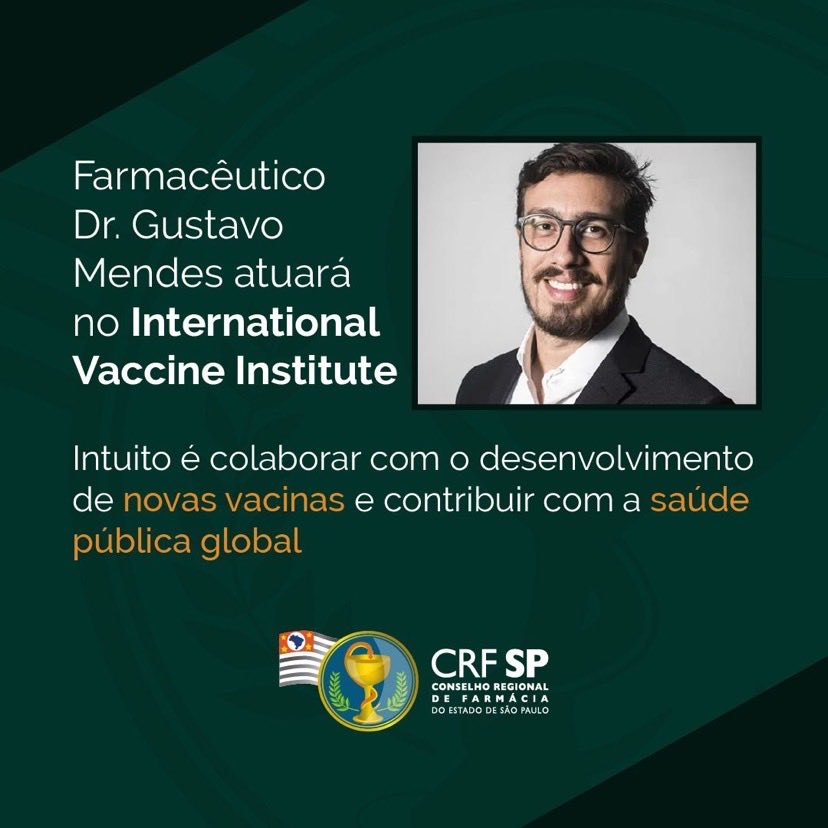 Farmacêutico
Dr. Gustavo
Mendes atuará
no International
Vaccine Institute
Intuito é colaborar com o desenvolvimento
de novas vacinas e contribuir com a saúde
pública global
CRF SP
CONSELHO REGIONAL
DE FARMÁCIA
DO ESTADO DE SÃO PAULO